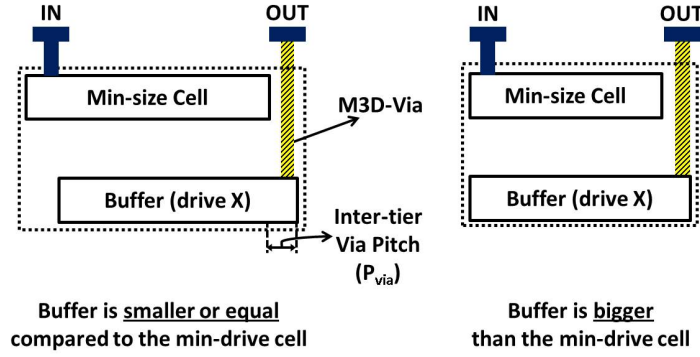 IN OUT
Min-size Cell
M3D-Via
Buffer (drive X)
Inter-tier
Via Pitch
(Pvia)
Buffer is smaller or equal
compared to the min-drive cell
IN OUT
Min-size Cell
Buffer (drive X)
Buffer is bigger
than the min-drive cell